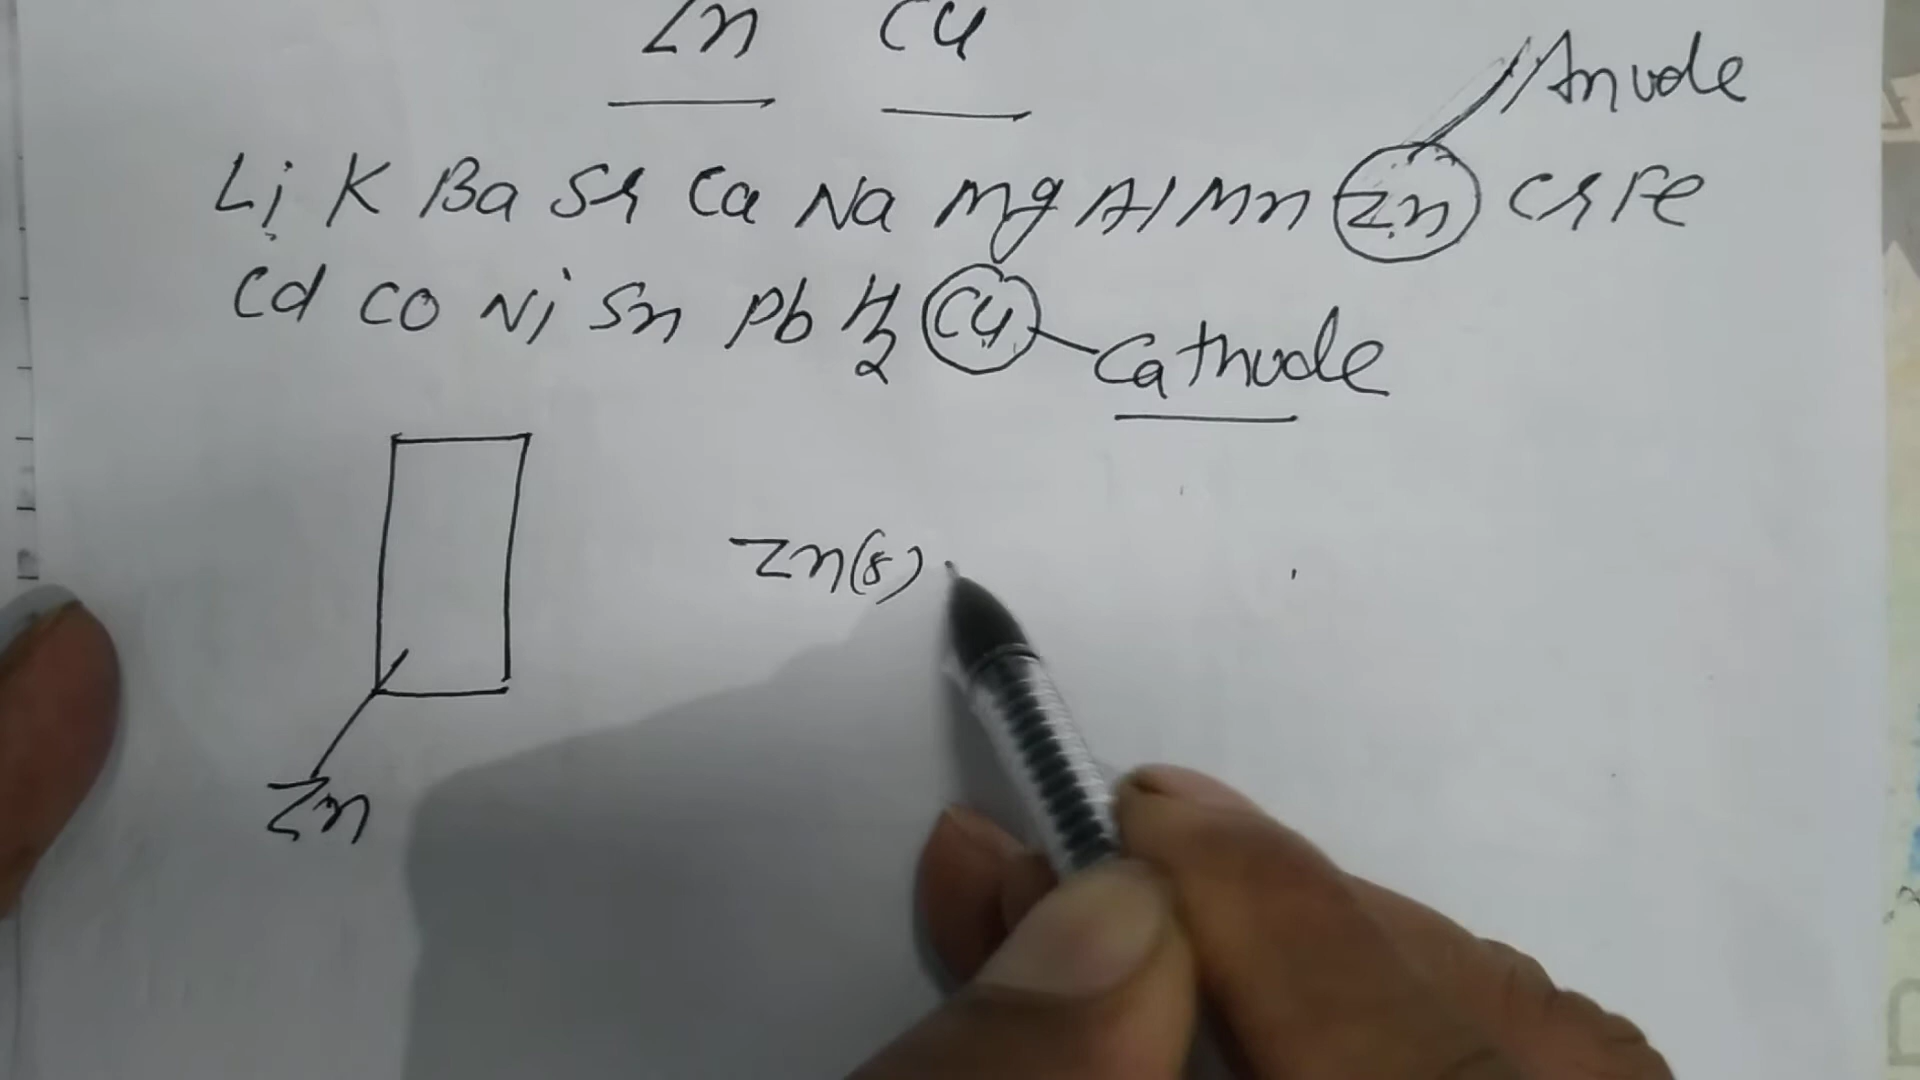 Zn Cu
Anode
Li K Ba Sr Ca Na Mg Al Mn Zn Cr Fe
Cd Co Ni Sn Pb H2 Cu Cathode
Zn(s)
Zn